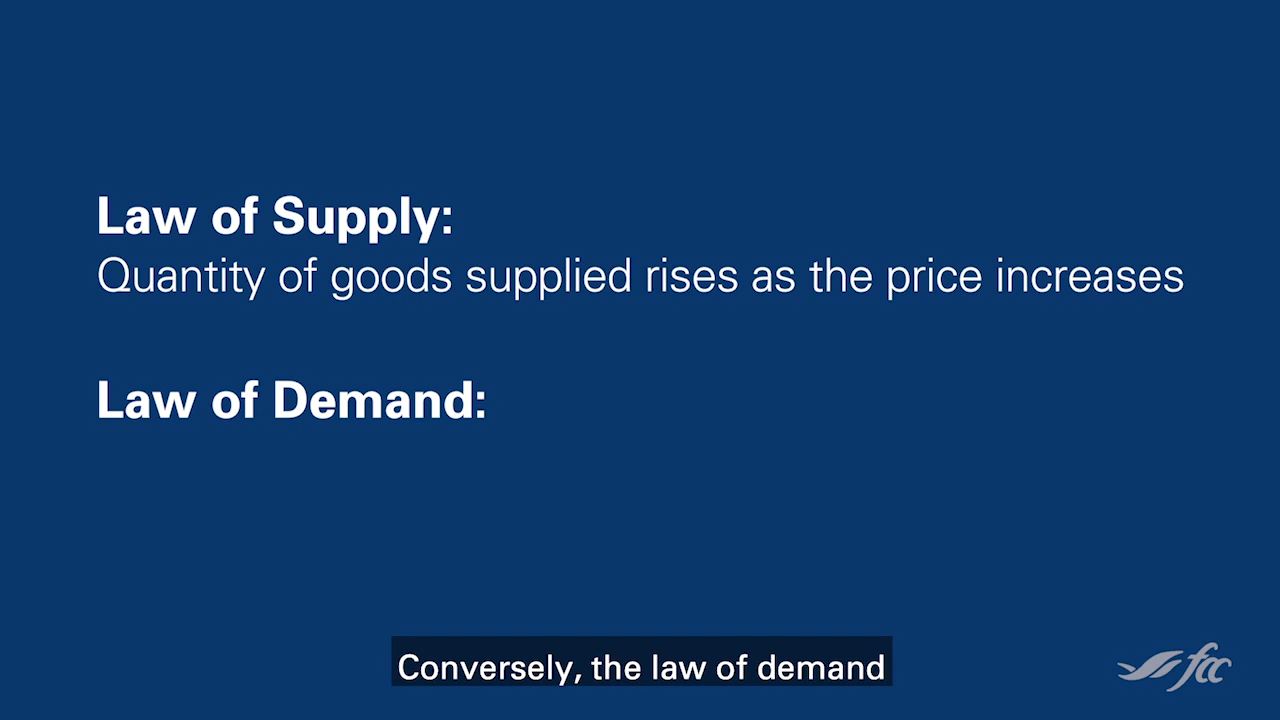 Law of Supply:
Quantity of goods supplied rises as the price increases
Law of Demand:
Conversely, the law of demand
fcc